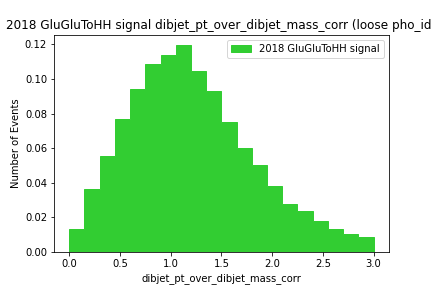 2018 GluGluToHH signal dibjet_pt_over_dibjet_mass_corr (loose pho_id
0.12
2018 GluGluToHH signal
0.10
0.08
0.06
0.04
0.02
0.00
Number of Events
0.0 0.5 1.0 1.5 2.0 2.5 3.0
dibjet_pt_over_dibjet_mass_corr